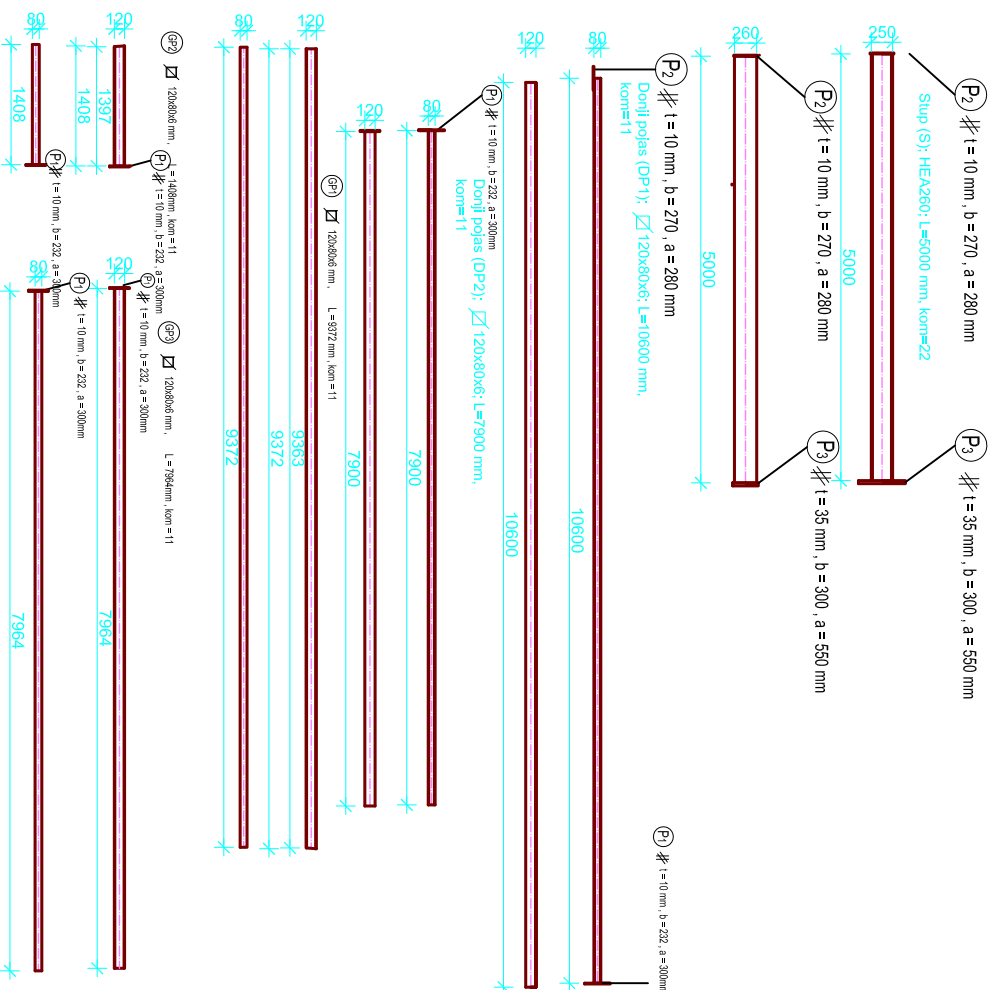 P2 # t = 10 mm , b = 270 , a = 280 mm
P3 # t = 35 mm , b = 300 , a = 550 mm
250
Stup (S); HEA260; L=5000 mm, kom=22
5000
P2 # t = 10 mm , b = 270 , a = 280 mm
P3 # t = 35 mm , b = 300 , a = 550 mm
260
5000
P2 # t = 10 mm , b = 270 , a = 280 mm
P1 # t = 10 mm , b = 232 , a = 300mm
Donji pojas (DP1); 120x80x6; L=10600 mm,
kom=11
80
10600
120
10600
P1 # t = 10 mm , b = 232 , a = 300mm
Donji pojas (DP2); 120x80x6; L=7900 mm,
kom=11
80
7900
120
7900
GP1 120x80x6 mm , L = 9372 mm , kom = 11
120
9363
9372
80
9372
GP2 120x80x6 mm , L = 1408mm , kom = 11
P1 # t = 10 mm , b = 232 , a = 300mm
120
1397
1408
P1 # t = 10 mm , b = 232 , a = 300mm
80
1408
GP3 120x80x6 mm , L = 7964mm , kom = 11
P1 # t = 10 mm , b = 232 , a = 300mm
120
7964
P1 # t = 10 mm , b = 232 , a = 300mm
80
7964